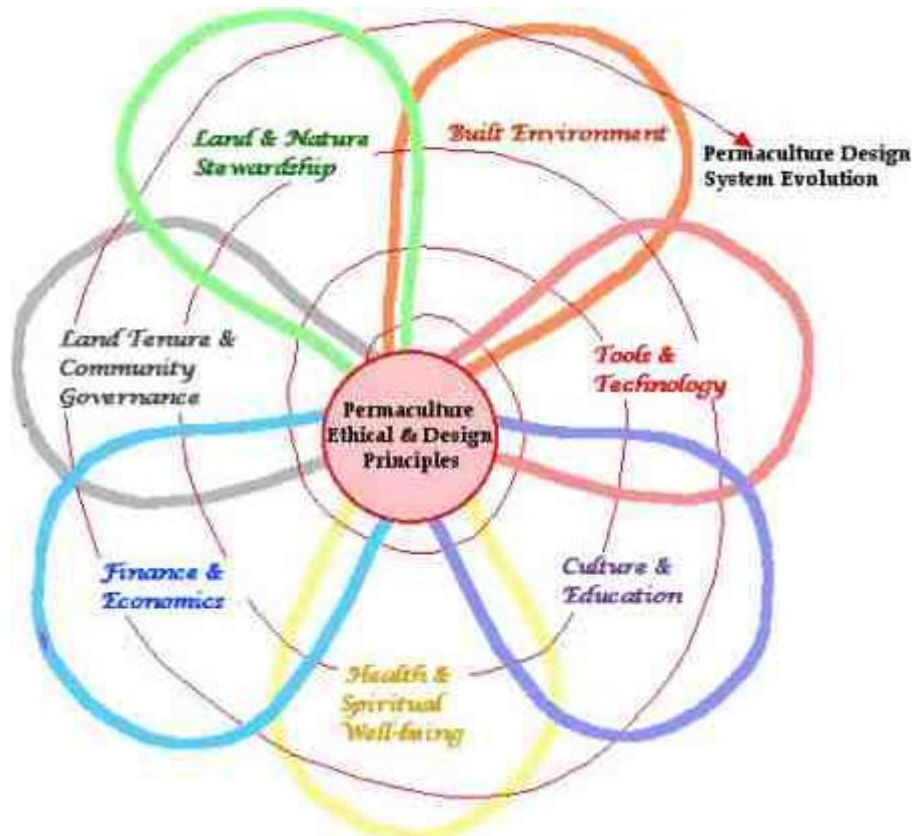 Land & Nature
Stewardship
Built Environment
Permaculture Design
System Evolution
Land Tenure &
Community
Governance
Tools &
Technology
Permaculture
Ethical & Design
Principles
Finance &
Economics
Culture &
Education
Health &
Spiritual
Well-being